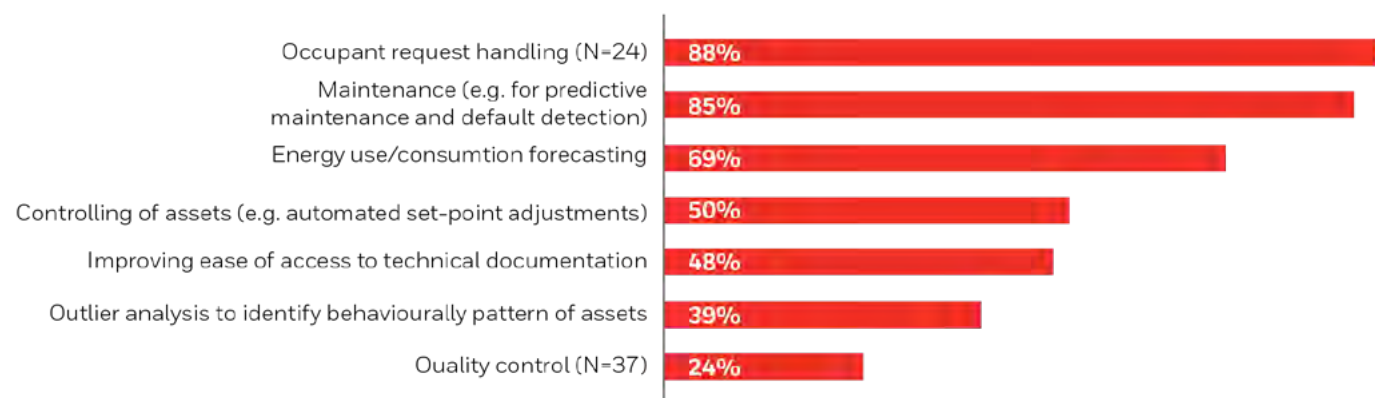 Occupant request handling (N=24) 88%
Maintenance (e.g. for predictive
maintenance and default detection) 85%
Energy use/consumtion forecasting 69%
Controlling of assets (e.g. automated set-point adjustments) 50%
Improving ease of access to technical documentation 48%
Outlier analysis to identify behaviourally pattern of assets 39%
Ouality control (N=37) 24%